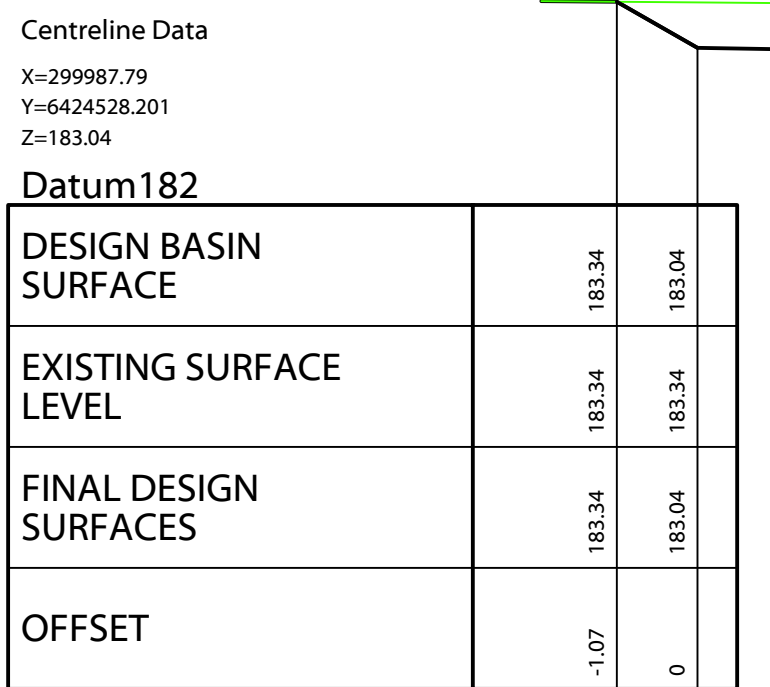 Centreline Data
X=299987.79
Y=6424528.201
Z=183.04
Datum182
DESIGN BASIN
SURFACE
183.34
183.04
EXISTING SURFACE
LEVEL
183.34
183.34
FINAL DESIGN
SURFACES
183.34
183.04
OFFSET
-1.07
0